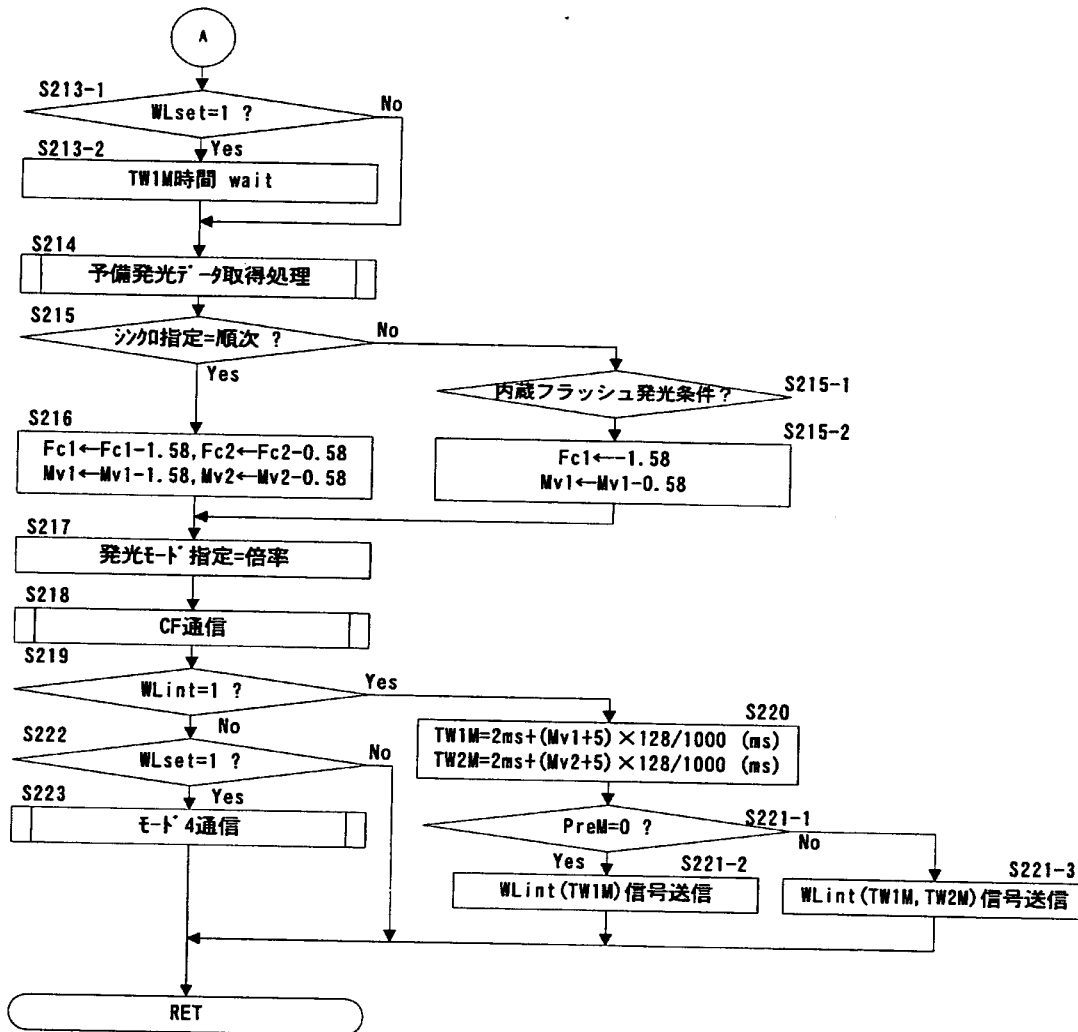 A
S213-1
WLset=1 ?
No
Yes
S213-2
TW1M時間 wait
S214
予備発光ﾃﾞｰﾀ取得処理
S215
ｼﾝｸﾛ指定=順次 ?
No
Yes
内蔵フラッシュ発光条件?
S215-1
S216
Fc1←Fc1-1.58,Fc2←Fc2-0.58
Mv1←Mv1-1.58,Mv2←Mv2-0.58
S215-2
Fc1←-1.58
Mv1←Mv1-0.58
S217
発光ﾓｰﾄﾞ指定=倍率
S218
CF通信
S219
WLint=1 ?
Yes
No
S220
TW1M=2ms+(Mv1+5)×128/1000 (ms)
TW2M=2ms+(Mv2+5)×128/1000 (ms)
S222
WLset=1 ?
No
Yes
S223
ﾓｰﾄﾞ4通信
S221-1
PreM=0 ?
No
Yes
S221-2
WLint(TW1M)信号送信
S221-3
WLint(TW1M,TW2M)信号送信
RET